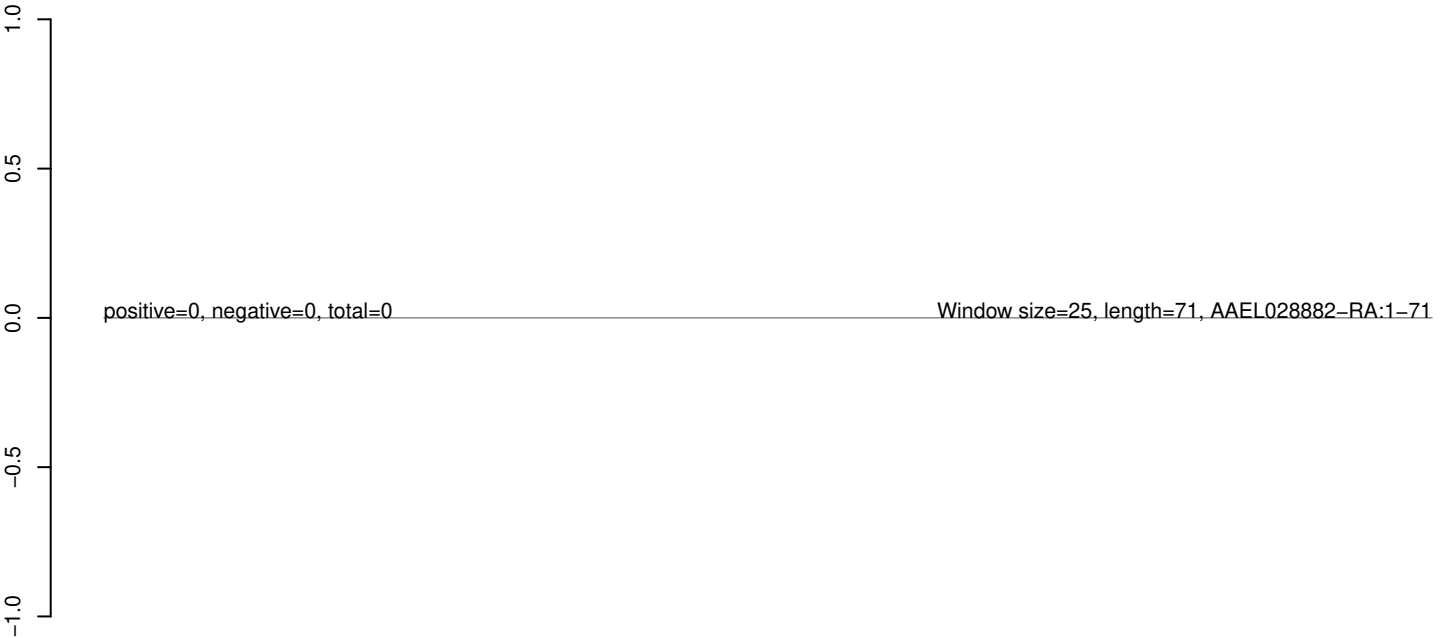 1.0
0.5
0.0
−0.5
−1.0
positive=0, negative=0, total=0
Window size=25, length=71, AAEL028882−RA:1−71